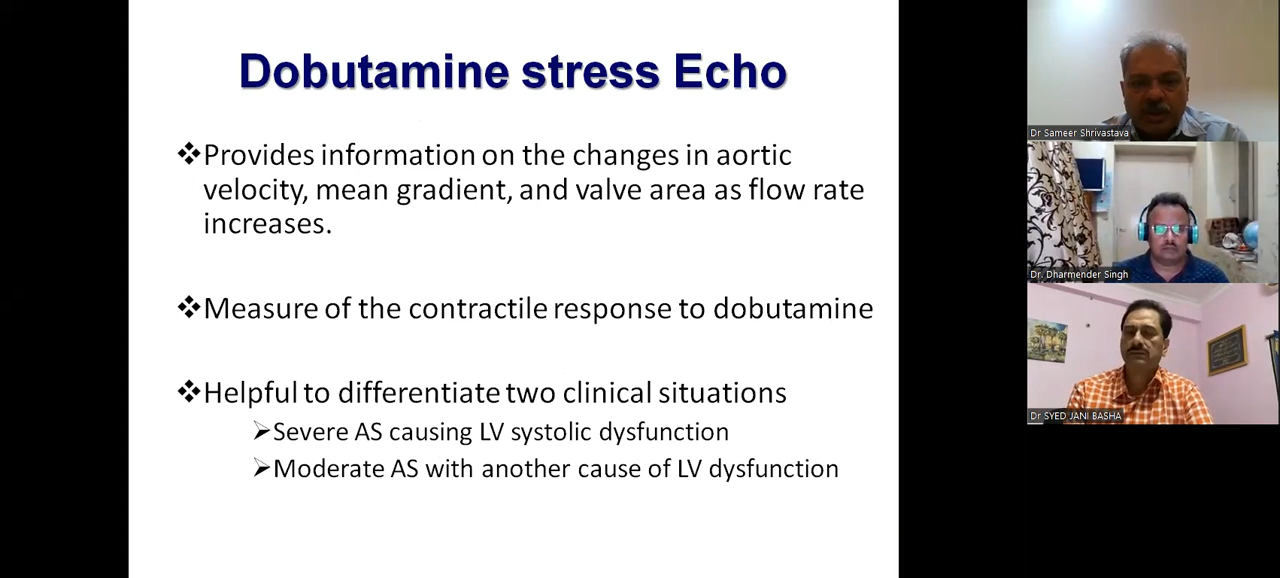 Dobutamine stress Echo
❖Provides information on the changes in aortic
velocity, mean gradient, and valve area as flow rate
increases.
❖Measure of the contractile response to dobutamine
❖Helpful to differentiate two clinical situations
➢Severe AS causing LV systolic dysfunction
➢Moderate AS with another cause of LV dysfunction
Dr Sameer Shrivastava
Dr. Dharmender Singh
Dr SYED JANI BASHA